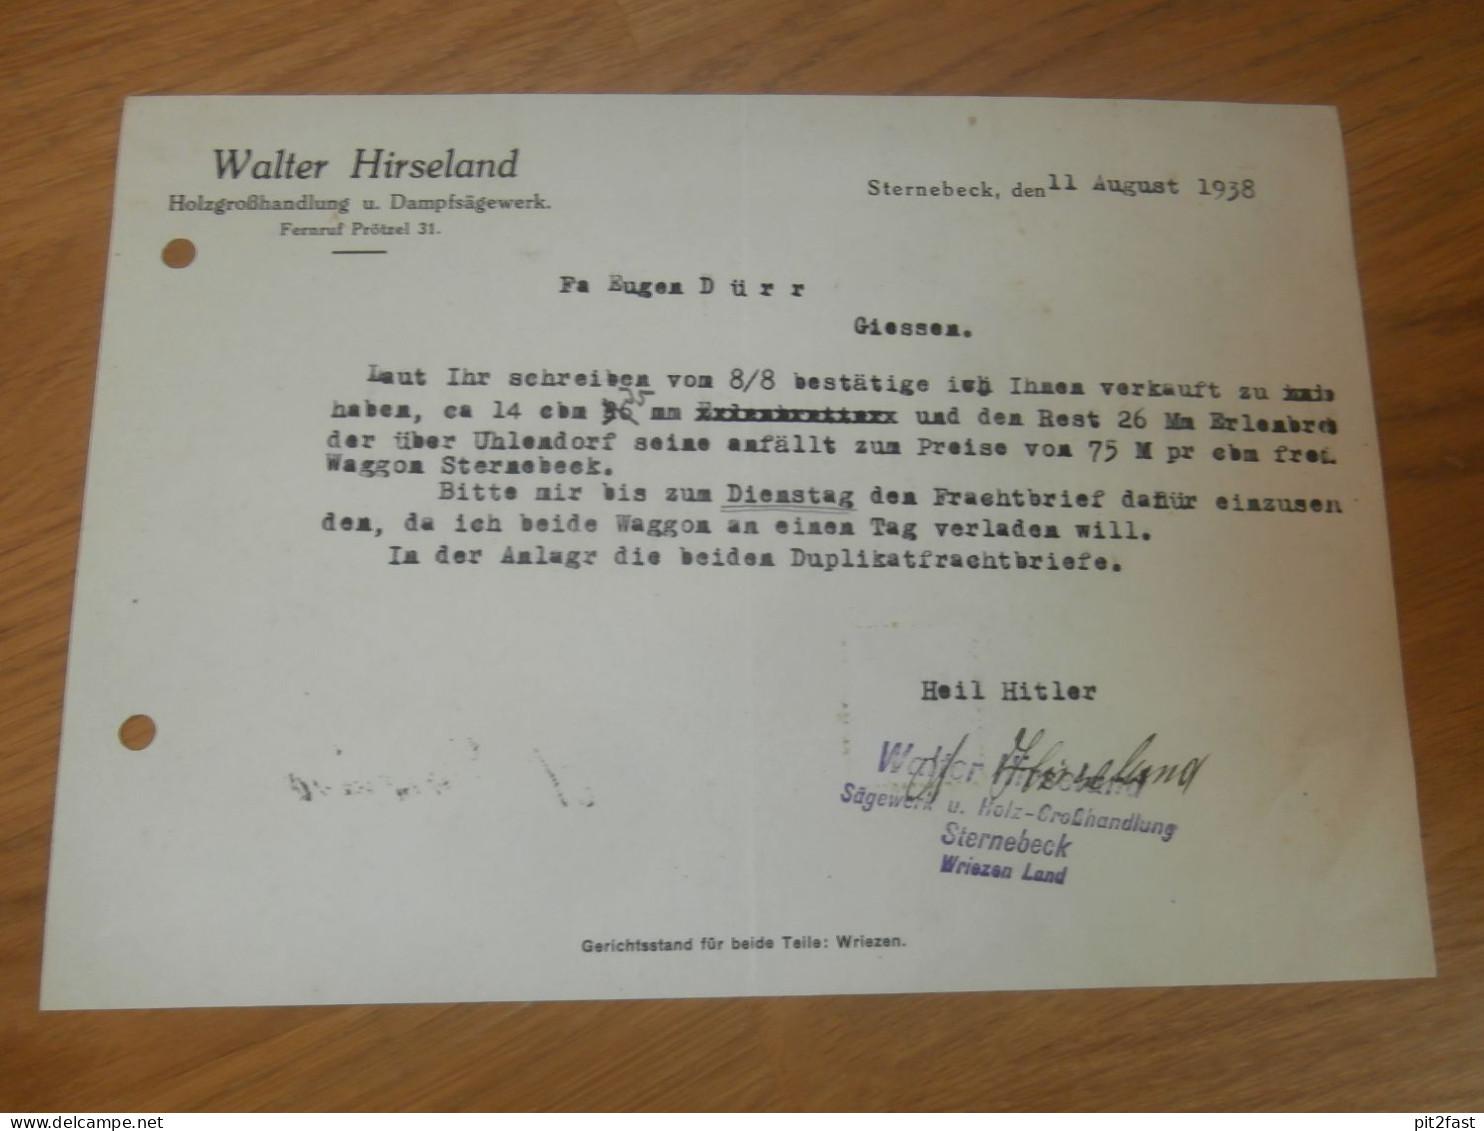 Walter Hirseland
Holzgroßhandlung u. Dampfsägewerk.
Fernruf Prötzel 31.
Sternebeck, den 11 August 1938
Fa Eugen D ü r r
Giessen.
Laut Ihr schreiben vom 8/8 bestätige ich Ihnen verkauft zu
haben, ca 14 cbm 35 mm und den Rest 26 Mm Erlenbre
der über Uhlendorf seine anfällt zum Preise von 75 M pr cbm frei
Waggon Sternebeck.
Bitte mir bis zum Dienstag den Frachtbrief dafür einzusen
den, da ich beide Waggon an einen Tag verladen will.
In der Anlagr die beiden Duplikatfrachtbriefe.
Heil Hitler
Hirseland
Walter Hirseland
Sägewerk u. Holz-Großhandlung
Sternebeck
Wriezen Land
Gerichtsstand für beide Teile: Wriezen.
pit2fast